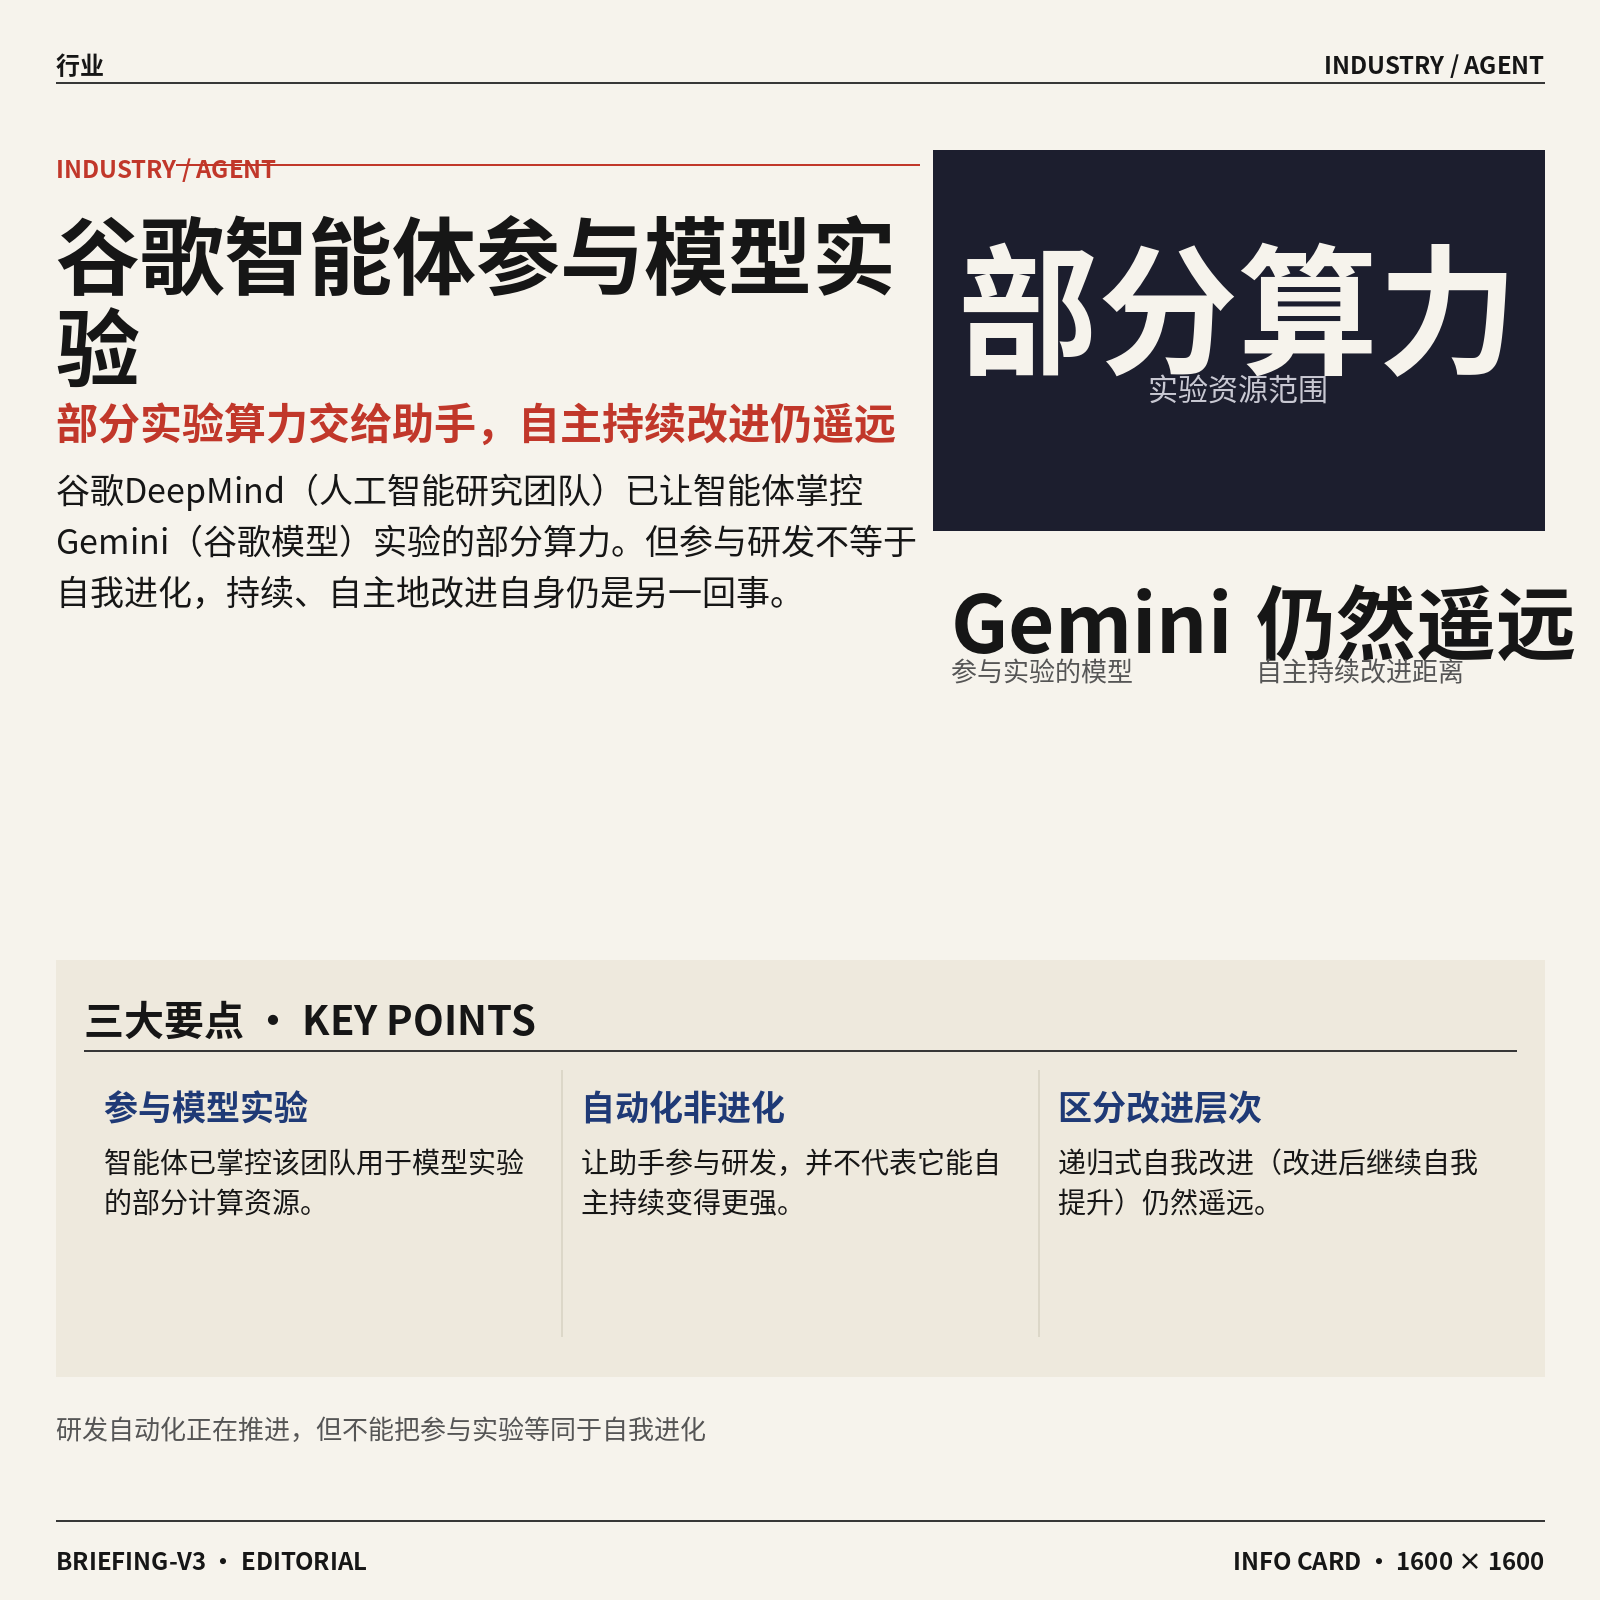 行业
INDUSTRY / AGENT
INDUSTRY / AGENT
谷歌智能体参与模型实
验
部分实验算力交给助手，自主持续改进仍遥远
谷歌DeepMind（人工智能研究团队）已让智能体掌控
Gemini（谷歌模型）实验的部分算力。但参与研发不等于
自我进化，持续、自主地改进自身仍是另一回事。
部分算力
实验资源范围
Gemini
参与实验的模型
仍然遥远
自主持续改进距离
三大要点 · KEY POINTS
参与模型实验
智能体已掌控该团队用于模型实验
的部分计算资源。
自动化非进化
让助手参与研发，并不代表它能自
主持续变得更强。
区分改进层次
递归式自我改进（改进后继续自我
提升）仍然遥远。
研发自动化正在推进，但不能把参与实验等同于自我进化
BRIEFING-V3 · EDITORIAL
INFO CARD · 1600 × 1600